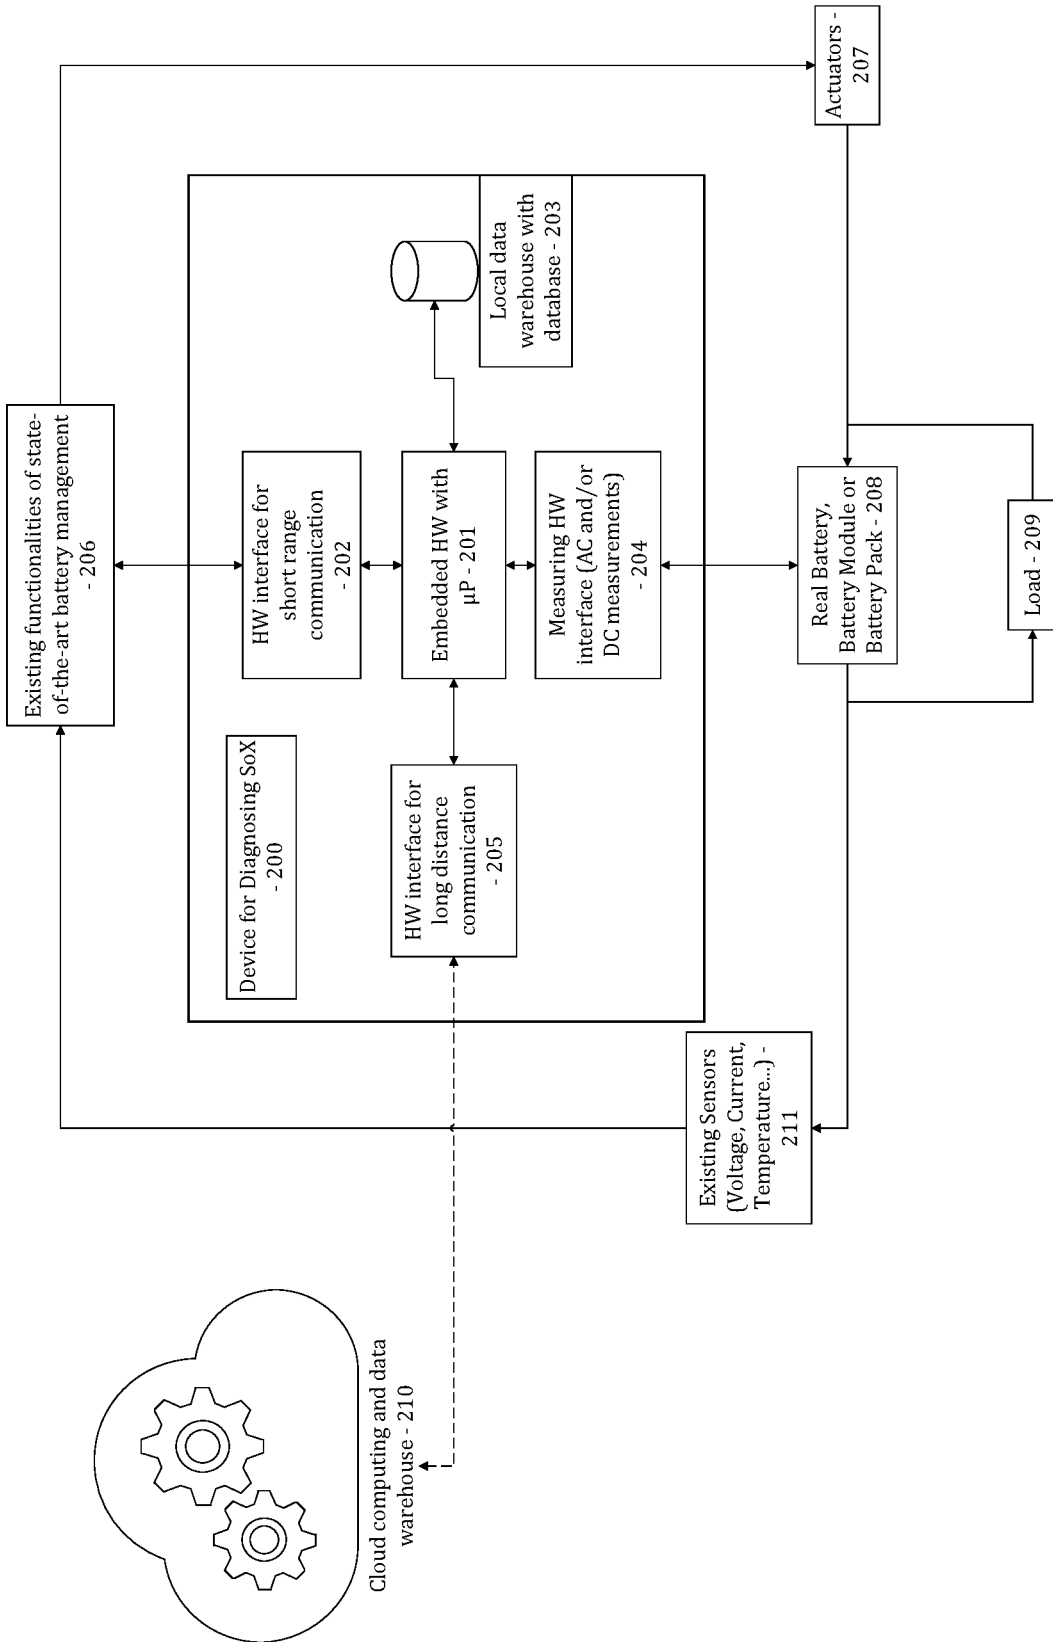 Existing functionalities of state-
of-the-art battery management
- 206
Device for Diagnosing SoX
- 200
HW interface for
short range
communication
- 202
Cloud computing and data
warehouse - 210
HW interface for
long distance
communication
- 205
Embedded HW with
μP - 201
Local data
warehouse with
database - 203
Measuring HW
interface (AC and/or
DC measurements)
- 204
Existing Sensors
(Voltage, Current,
Temperature...) -
211
Real Battery,
Battery Module or
Battery Pack - 208
Actuators -
207
Load - 209